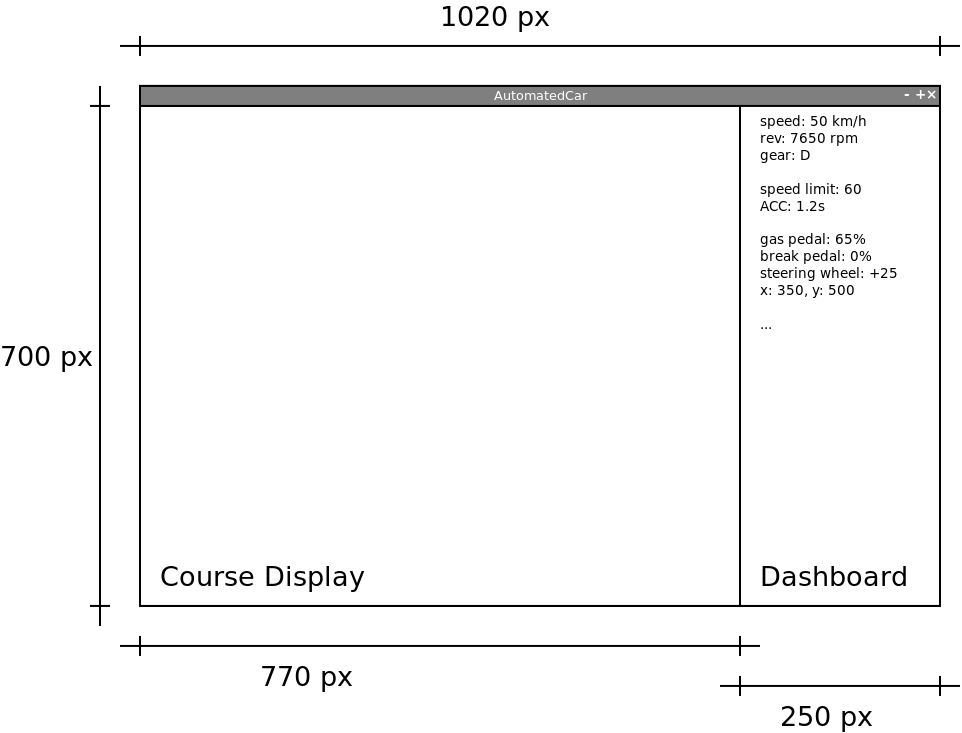 1020 px
AutomatedCar
- +×
speed: 50 km/h
rev: 7650 rpm
gear: D
speed limit: 60
ACC: 1.2s
gas pedal: 65%
break pedal: 0%
steering wheel: +25
x: 350, y: 500
...
700 px
Course Display
Dashboard
770 px
250 px